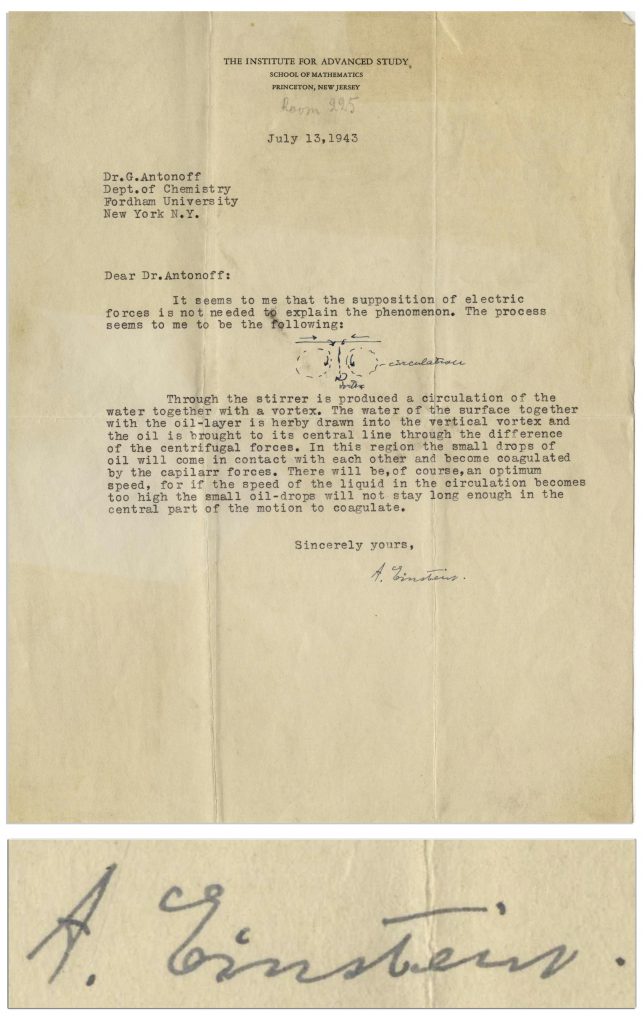 THE INSTITUTE FOR ADVANCED STUDY
SCHOOL OF MATHEMATICS
PRINCETON, NEW JERSEY
Room 225
July 13,1943
Dr.G.Antonoff
Dept.of Chemistry
Fordham University
New York N.Y.
Dear Dr.Antonoff:
It seems to me that the supposition of electric
forces is not needed to explain the phenomenon. The process
seems to me to be the following:
circulation
Through the stirrer is produced a circulation of the
water together with a vortex. The water of the surface together
with the oil-layer is herby drawn into the vertical vortex and
the oil is brought to its central line through the difference
of the centrifugal forces. In this region the small drops of
oil will come in contact with each other and become coagulated
by the capilarr forces. There will be,of course,an optimum
speed, for if the speed of the liquid in the circulation becomes
too high the small oil-drops will not stay long enough in the
central part of the motion to coagulate.
Sincerely yours,
A. Einstein.
A. Einstein.